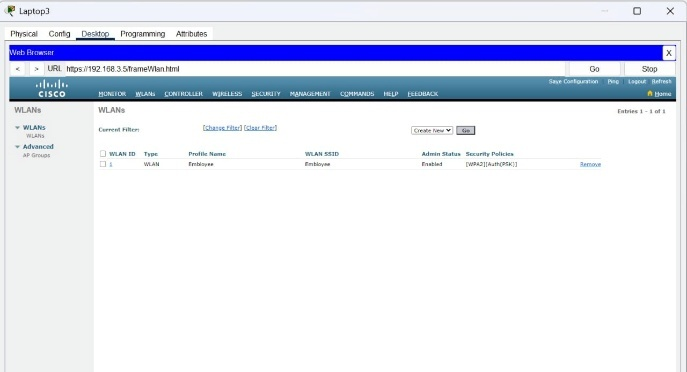 Laptop3
Physical Config Desktop Programming Attributes
Web Browser X
< > URL https://192.168.3.5/frameWlan.html Go Stop
Save Configuration Ping Logout Refresh
CISCO MONITOR WLANs CONTROLLER WIRELESS SECURITY MANAGEMENT COMMANDS HELP FEEDBACK Home
WLANs
WLANs
WLANs
Advanced
AP Groups
WLANs Entries 1 - 1 of 1
Current Filter: [Change Filter] [Clear Filter] Create New Go
WLAN ID Type Profile Name WLAN SSID Admin Status Security Policies
1 WLAN Embloyee Embloyee Enabled [WPA2][Auth(PSK)] Remove